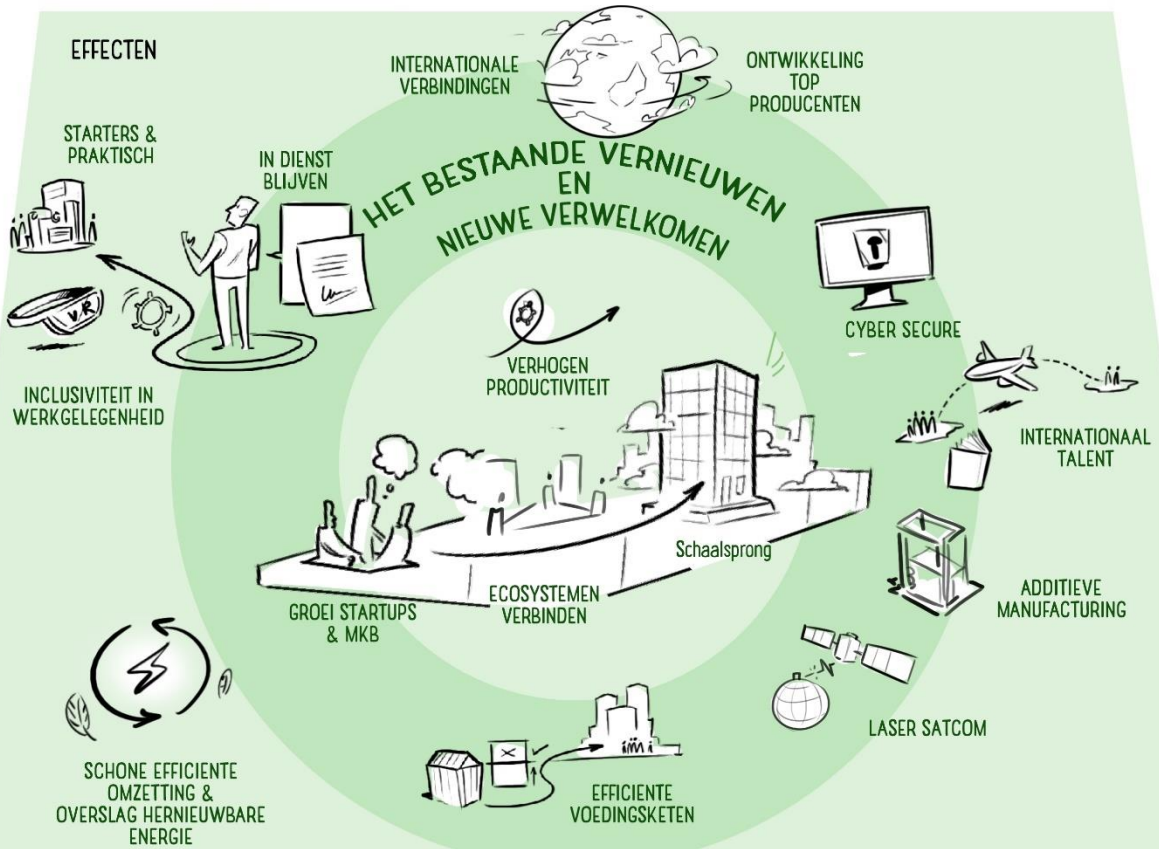 EFFECTEN
INTERNATIONALE
VERBINDINGEN
ONTWIKKELING
TOP
PRODUCENTEN
STARTERS &
PRAKTISCH
IN DIENST
BLIJVEN
HET BESTAANDE VERNIEUWEN
EN
NIEUWE VERWELKOMEN
VR
INCLUSIVITEIT IN
WERKGELEGENHEID
VERHOGEN
PRODUCTIVITEIT
CYBER SECURE
INTERNATIONAAL
TALENT
Schaalsprong
GROEI STARTUPS
& MKB
ECOSYSTEMEN
VERBINDEN
ADDITIEVE
MANUFACTURING
LASER SATCOM
SCHONE EFFICIENTE
OMZETTING &
OVERSLAG HERNIEUWBARE
ENERGIE
EFFICIENTE
VOEDINGSKETEN